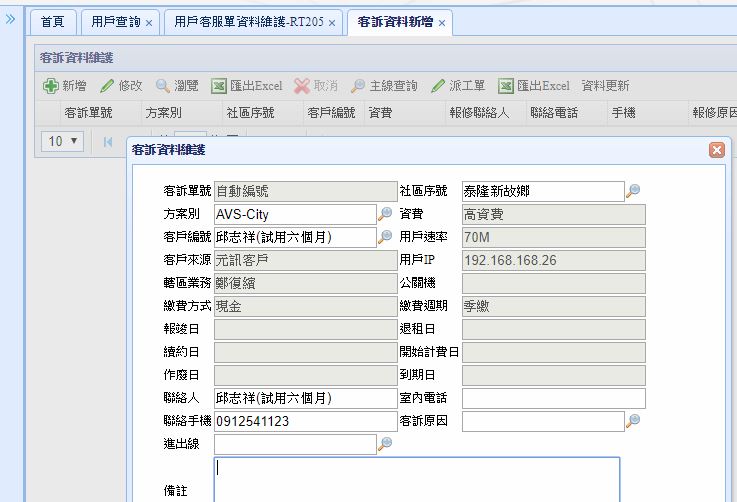 首頁 用戶查詢 × 用戶客服單資料維護-RT205 × 客訴資料新增 ×
客訴資料維護
新增 修改 瀏覽 匯出Excel 取消 主線查詢 派工單 匯出Excel 資料更新
客訴單號 方案別 社區序號 客戶編號 資費 報修聯絡人 聯絡電話 手機 報修原因
10
客訴資料維護
客訴單號 自動編號 社區序號 泰隆新故鄉
方案別 AVS-City 資費 高資費
客戶編號 邱志祥(試用六個月) 用戶速率 70M
客戶來源 元訊客戶 用戶IP 192.168.168.26
轄區業務 鄭復繽 公關機
繳費方式 現金 繳費週期 季繳
報竣日 退租日
續約日 開始計費日
作廢日 到期日
聯絡人 邱志祥(試用六個月) 室內電話
聯絡手機 0912541123 客訴原因
進出線
備註